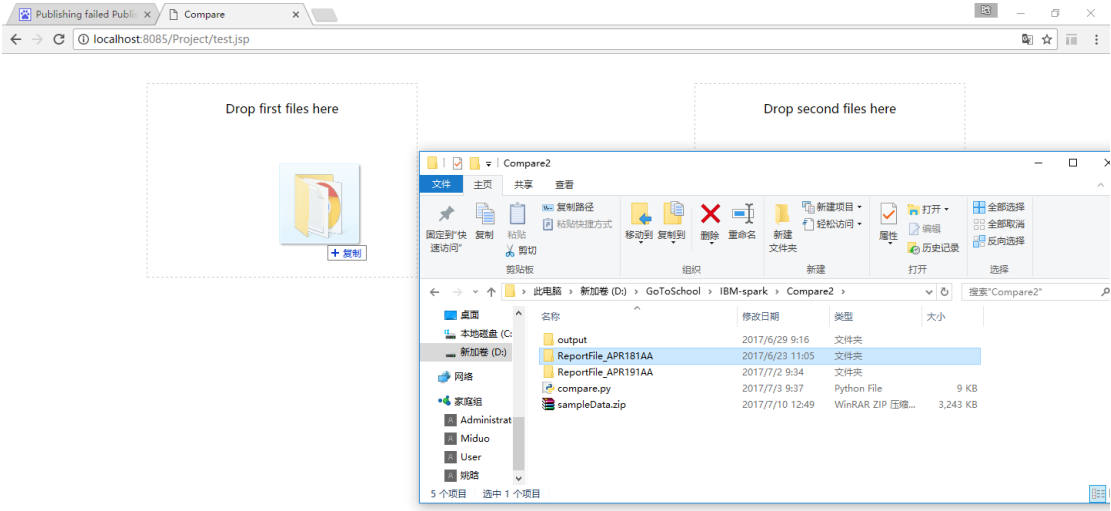 Publishing failed Publis
Compare
localhost:8085/Project/test.jsp
Drop first files here
Drop second files here
+ 复制
Compare2
文件 主页 共享 查看
固定到"快速访问"
复制
粘贴
复制路径
粘贴快捷方式
剪切
剪贴板
移动到 复制到 删除 重命名
组织
新建文件夹
新建项目
轻松访问
新建
属性
打开
编辑
历史记录
打开
全部选择
全部取消
反向选择
选择
此电脑 › 新加卷 (D:) › GoToSchool › IBM-spark › Compare2 ›
搜索"Compare2"
桌面
本地磁盘 (C:
新加卷 (D:)
网络
家庭组
Administrat
Miduo
User
姚晗
名称 修改日期 类型 大小
output 2017/6/29 9:16 文件夹
ReportFile_APR181AA 2017/6/23 11:05 文件夹
ReportFile_APR191AA 2017/7/2 9:34 文件夹
compare.py 2017/7/3 9:37 Python File 9 KB
sampleData.zip 2017/7/10 12:49 WinRAR ZIP 压缩... 3,243 KB
5 个项目 选中 1 个项目